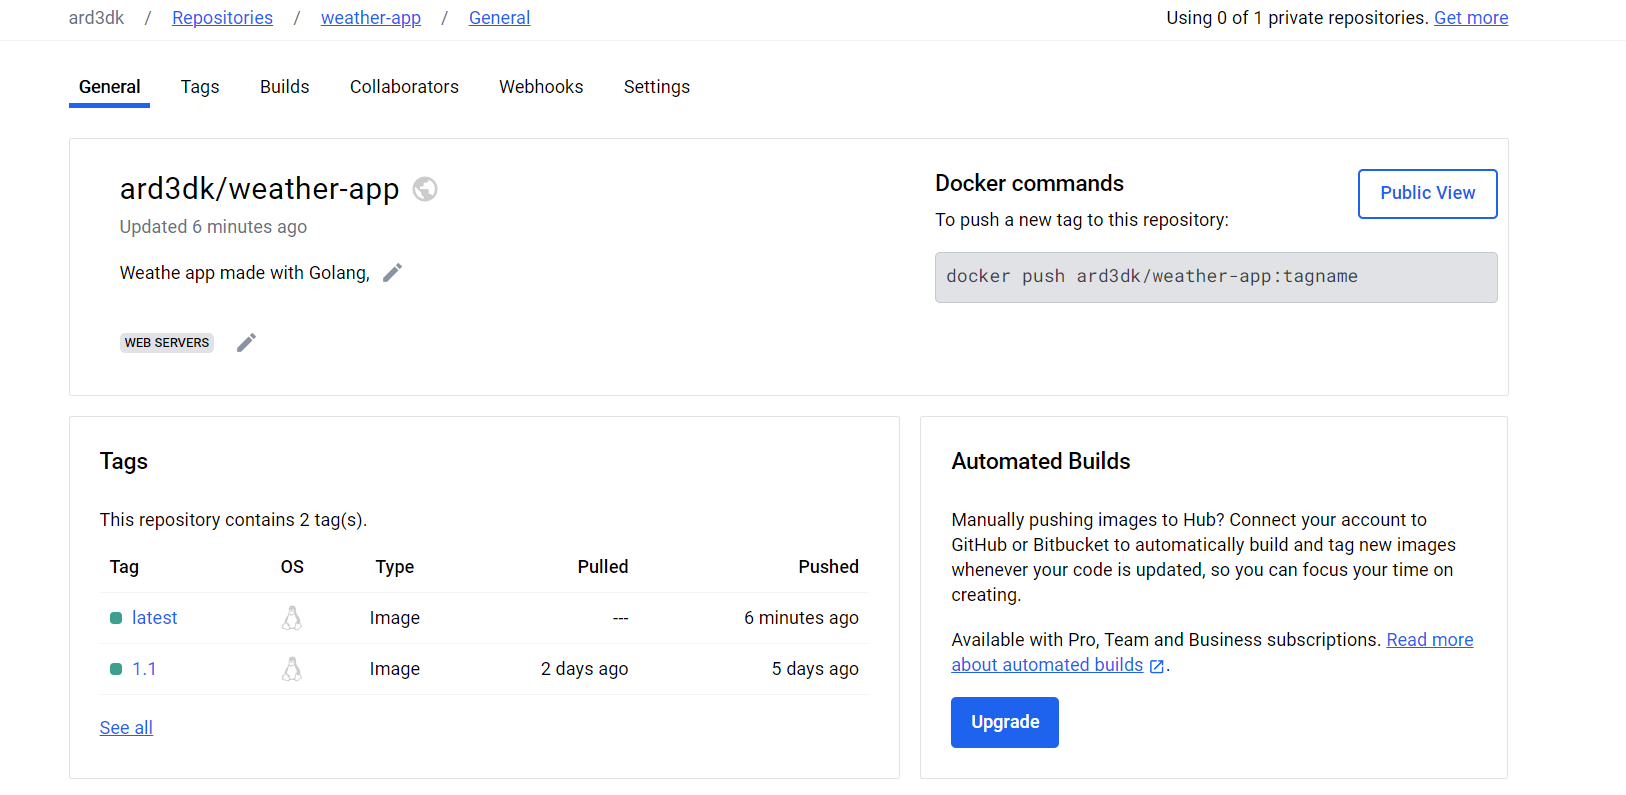 ard3dk / Repositories / weather-app / General
Using 0 of 1 private repositories. Get more
General Tags Builds Collaborators Webhooks Settings
ard3dk/weather-app
Updated 6 minutes ago
Weathe app made with Golang,
WEB SERVERS
Docker commands
Public View
To push a new tag to this repository:
docker push ard3dk/weather-app:tagname
Tags
This repository contains 2 tag(s).
Tag OS Type Pulled Pushed
latest Image --- 6 minutes ago
1.1 Image 2 days ago 5 days ago
See all
Automated Builds
Manually pushing images to Hub? Connect your account to
GitHub or Bitbucket to automatically build and tag new images
whenever your code is updated, so you can focus your time on
creating.
Available with Pro, Team and Business subscriptions. Read more
about automated builds .
Upgrade